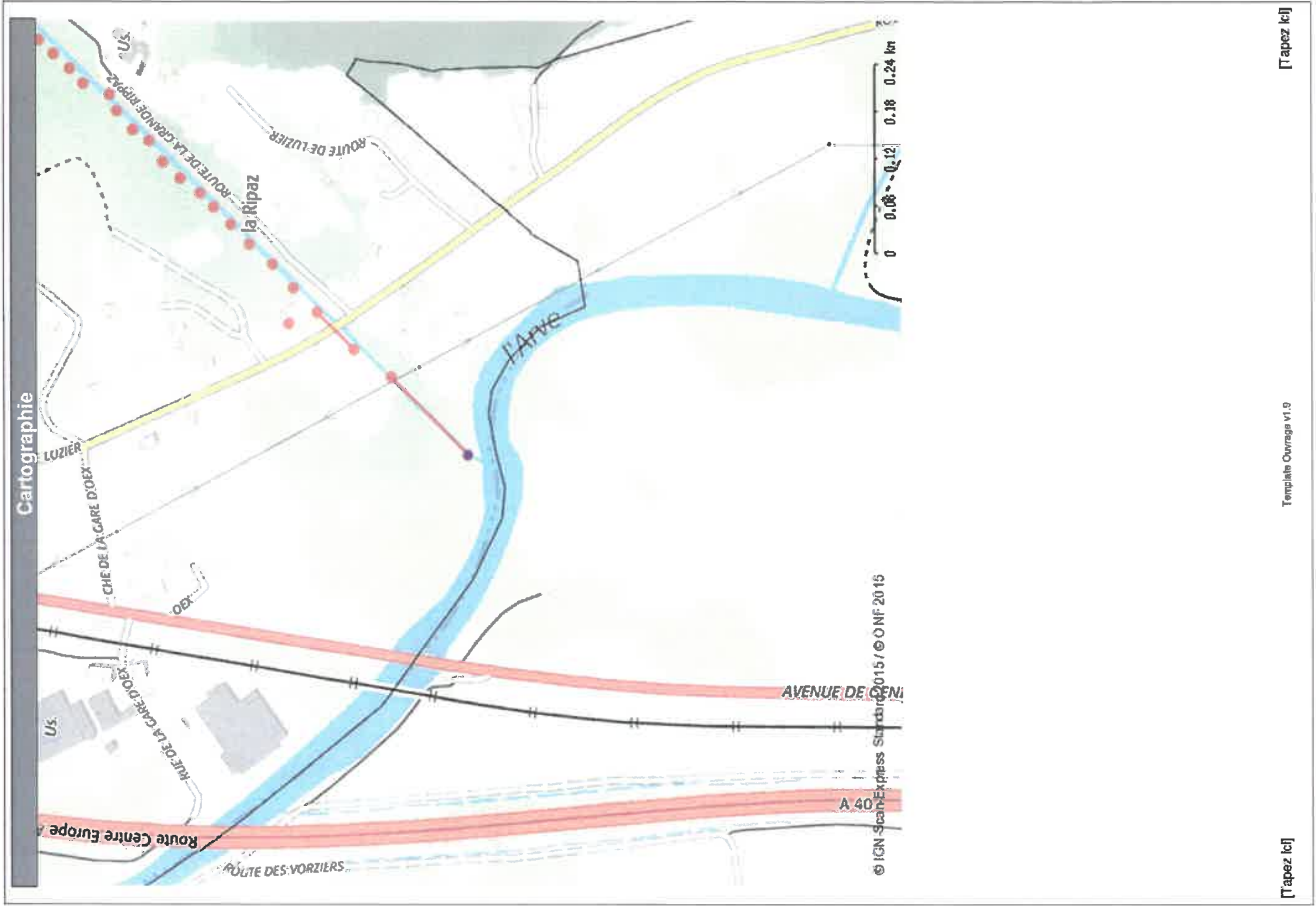 Cartographie
Us.
ROUTE DE LA GRANDE RIPPAZ
ROUTE DE LUZIER
la Ripaz
LUZIER
CHE DE LA GARE D'OEX
OEX
RUE DE LA GARE D'OEX
Us.
l'Arve
Route Centre Europe
ROUTE DES VORZIERS
AVENUE DE GENE
A 40
0 0.06 0.12 0.18 0.24 km
© IGN-Scan-Express Standard 2015 / © ONF 2015
Template Ouvrage v1.9
[Tapez ici]
[Tapez ici]